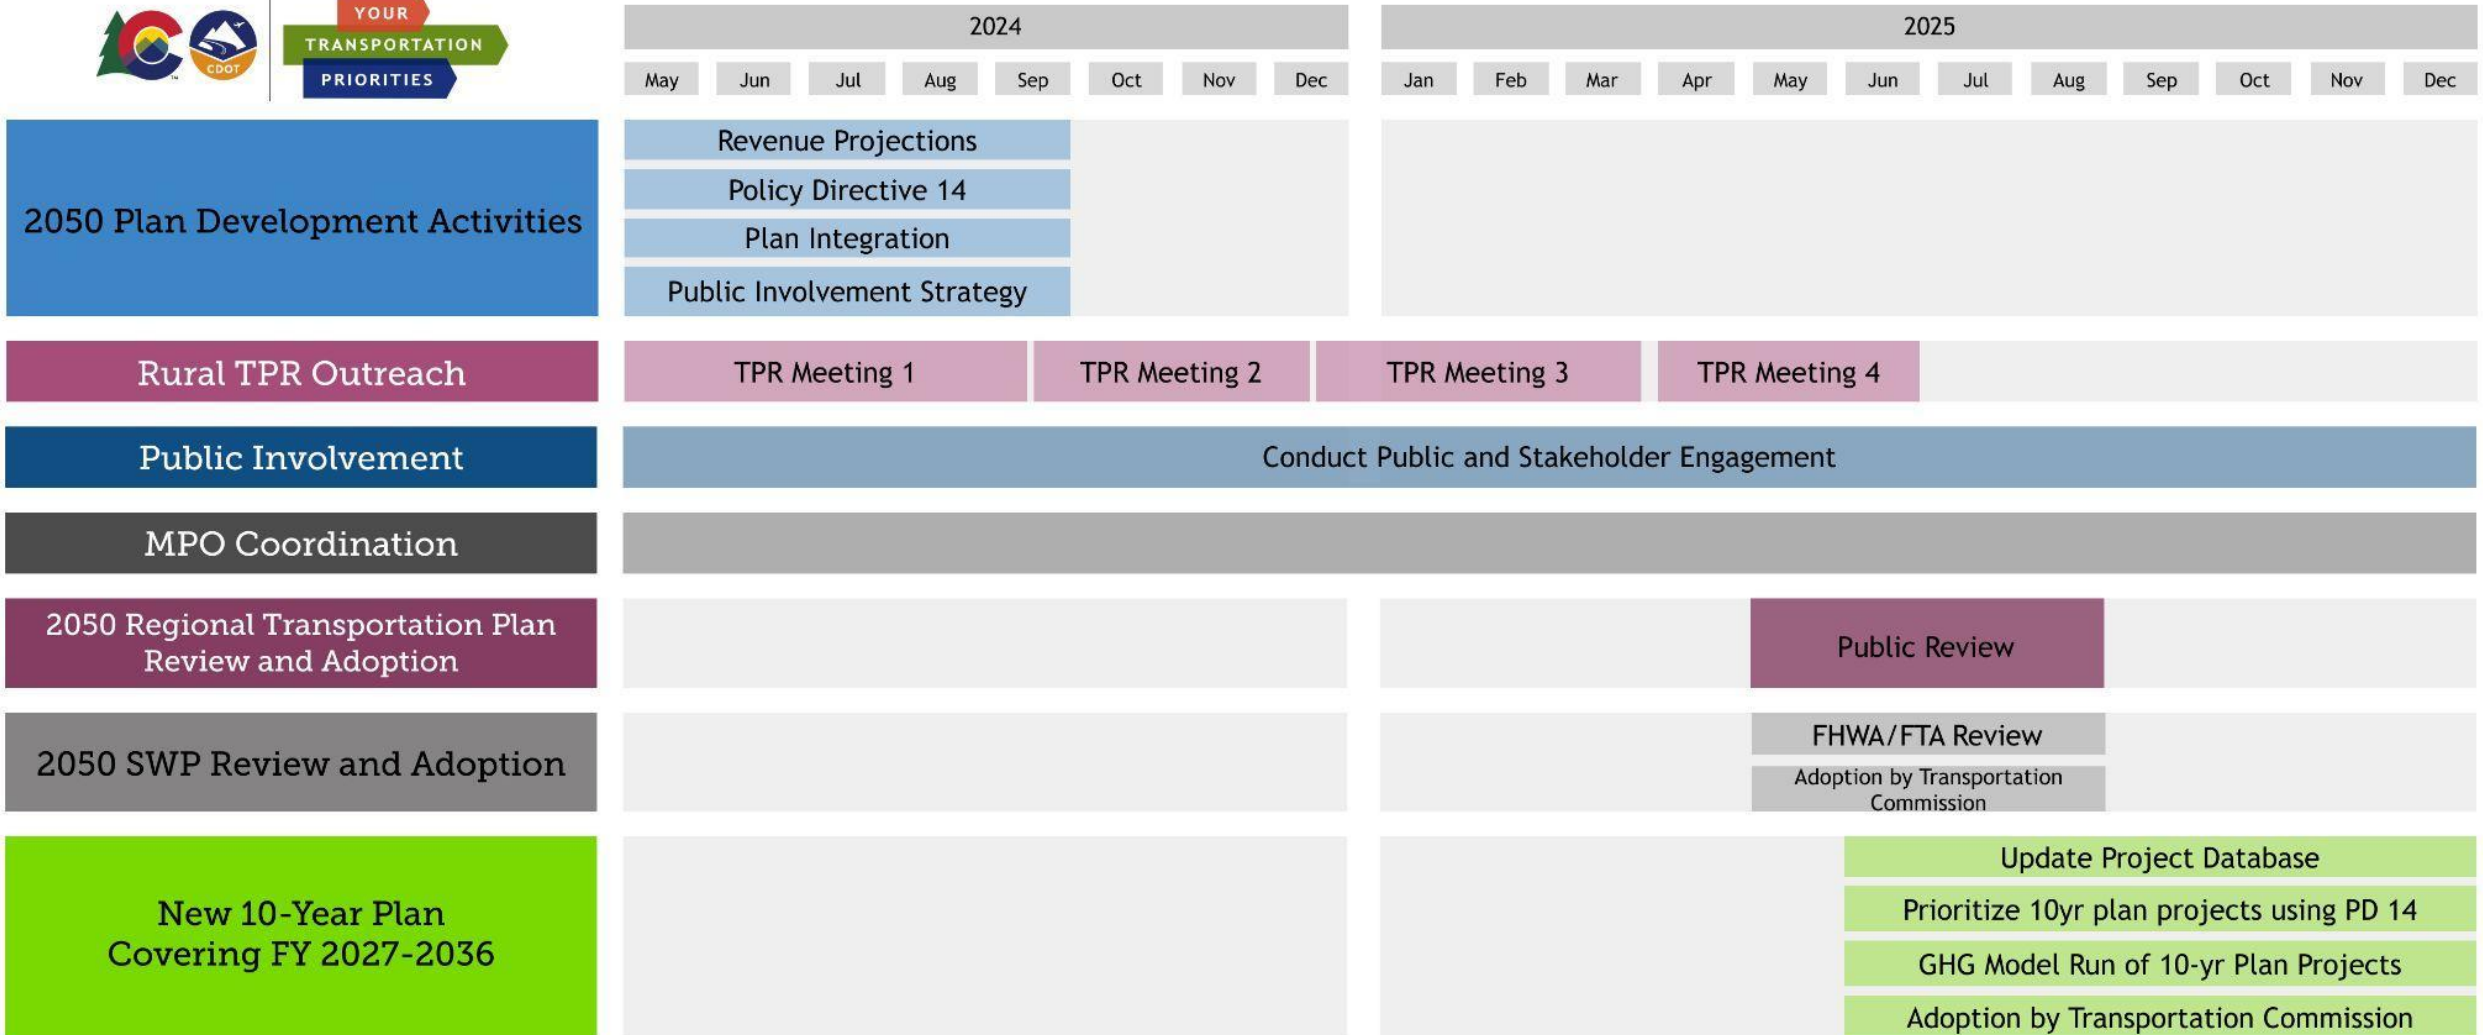 CDOT
YOUR
TRANSPORTATION
PRIORITIES
2024
2025
May Jun Jul Aug Sep Oct Nov Dec Jan Feb Mar Apr May Jun Jul Aug Sep Oct Nov Dec
2050 Plan Development Activities
Revenue Projections
Policy Directive 14
Plan Integration
Public Involvement Strategy
Rural TPR Outreach
TPR Meeting 1
TPR Meeting 2
TPR Meeting 3
TPR Meeting 4
Public Involvement
Conduct Public and Stakeholder Engagement
MPO Coordination
2050 Regional Transportation Plan
Review and Adoption
Public Review
2050 SWP Review and Adoption
FHWA/FTA Review
Adoption by Transportation
Commission
New 10-Year Plan
Covering FY 2027-2036
Update Project Database
Prioritize 10yr plan projects using PD 14
GHG Model Run of 10-yr Plan Projects
Adoption by Transportation Commission